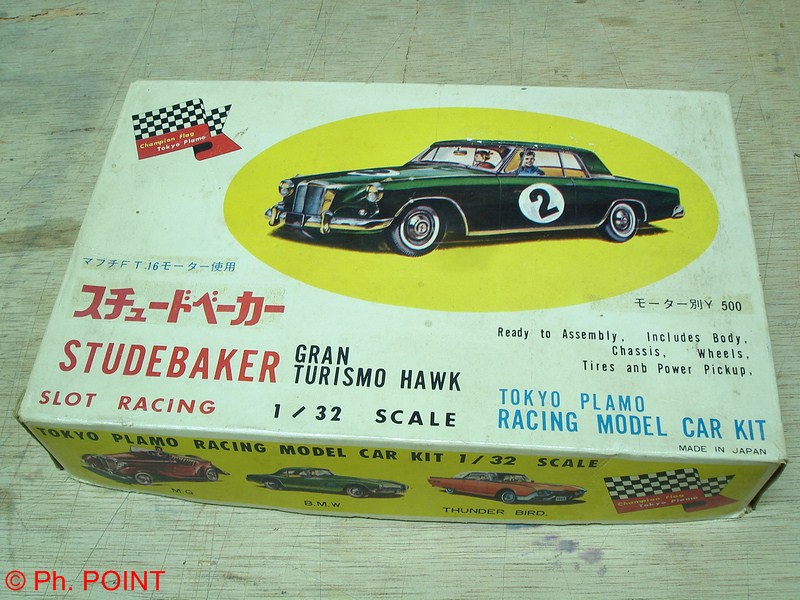 Champion Flag
Tokyo Plamo
2
マブチFT.16モーター使用
モーター別¥ 500
スチュードベーカー
STUDEBAKER GRAN TURISMO HAWK
Ready to Assembly, Includes Body,
Chassis, Wheels,
Tires anb Power Pickup,
SLOT RACING 1/32 SCALE
TOKYO PLAMO
RACING MODEL CAR KIT
MADE IN JAPAN
TOKYO PLAMO RACING MODEL CAR KIT 1/32 SCALE
M.G
B.M.W
THUNDER BIRD.
Champion Flag
Tokyo Plamo
© Ph. POINT